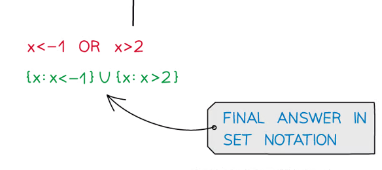 x<-1 OR x>2
{x: x<-1} ∪ {x: x>2}
FINAL ANSWER IN
SET NOTATION